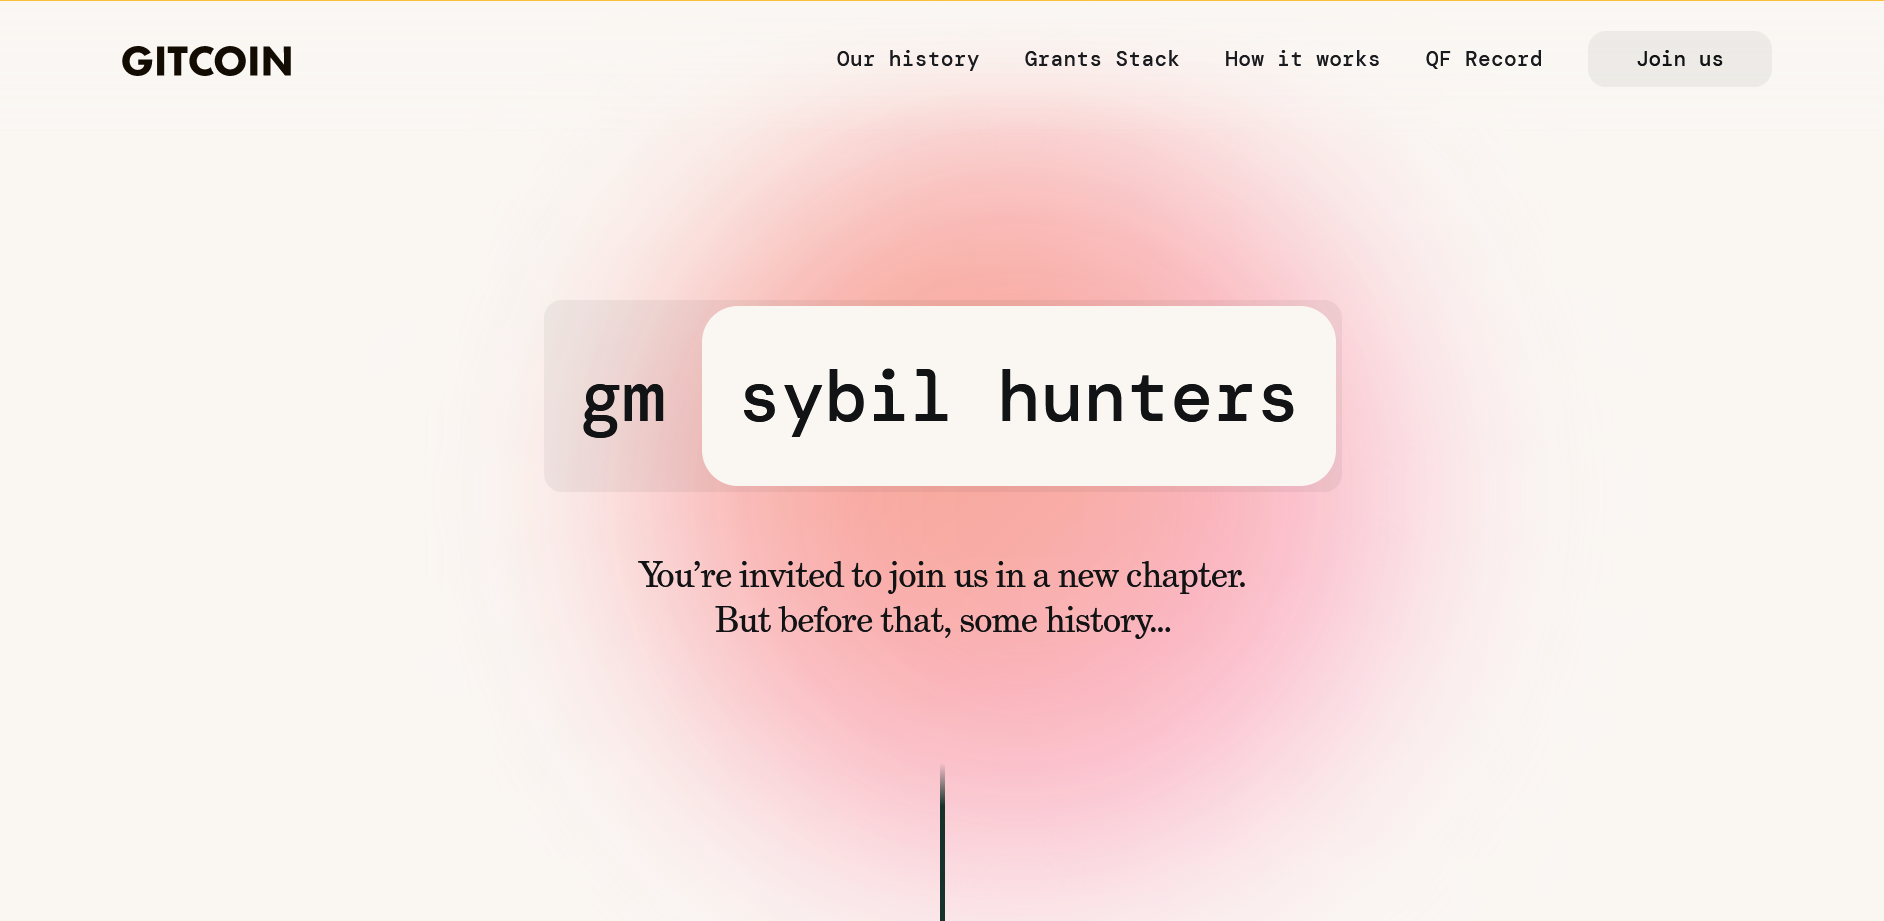 GITCOIN
Our history
Grants Stack
How it works
QF Record
Join us
gm sybil hunters
You’re invited to join us in a new chapter.
But before that, some history...